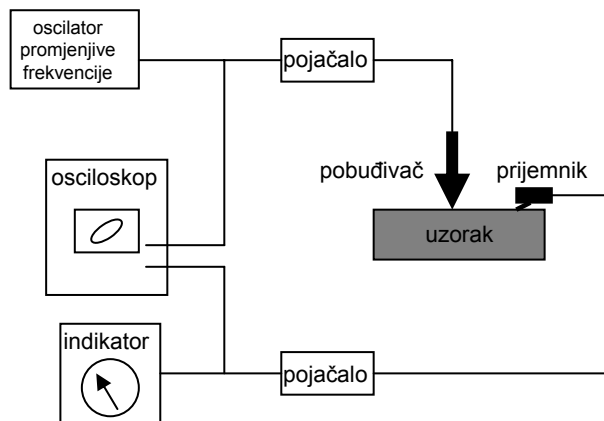 oscilator
promjenjive
frekvencije
pojačalo
pobuđivač
prijemnik
osciloskop
uzorak
indikator
pojačalo